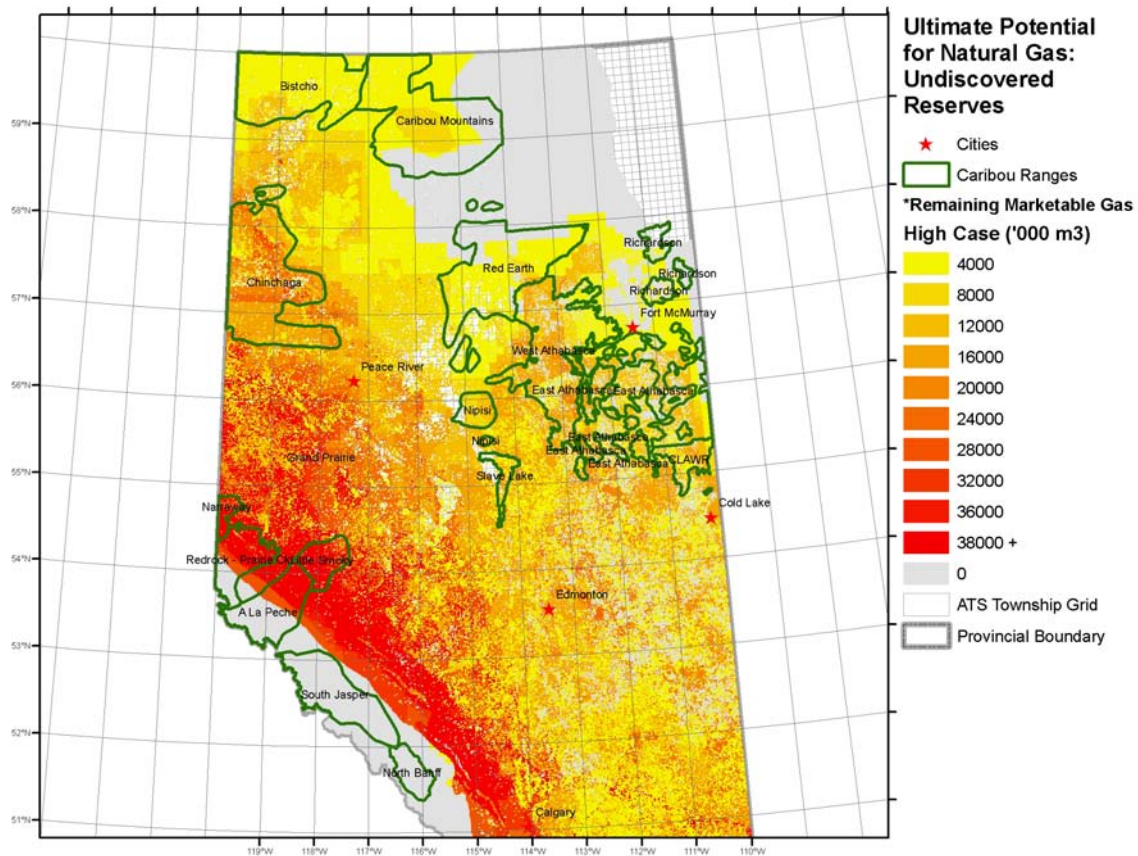 Ultimate Potential
for Natural Gas:
Undiscovered
Reserves
Cities
Caribou Ranges
*Remaining Marketable Gas
High Case ('000 m3)
4000
8000
12000
16000
20000
24000
28000
32000
36000
38000 +
0
ATS Township Grid
Provincial Boundary
Bistcho
59°N
Caribou Mountains
58°N
Richardson
Red Earth
Richardson
Chinchaga
Richardson
57°N
Fort McMurray
West Athabasca
Peace River
56°N
East Athabasca
East Athabasca
Nipisi
Nipisi
East Athabasca
East Athabasca
Grand Prairie
East Athabasca
CLAWR
55°N
Slave Lake
Cold Lake
Narraway
54°N
Redrock - Prairie Ck
Little Smoky
Edmonton
A La Peche
53°N
South Jasper
52°N
North Banff
Calgary
51°N
119°W
118°W
117°W
116°W
115°W
114°W
113°W
112°W
111°W
110°W